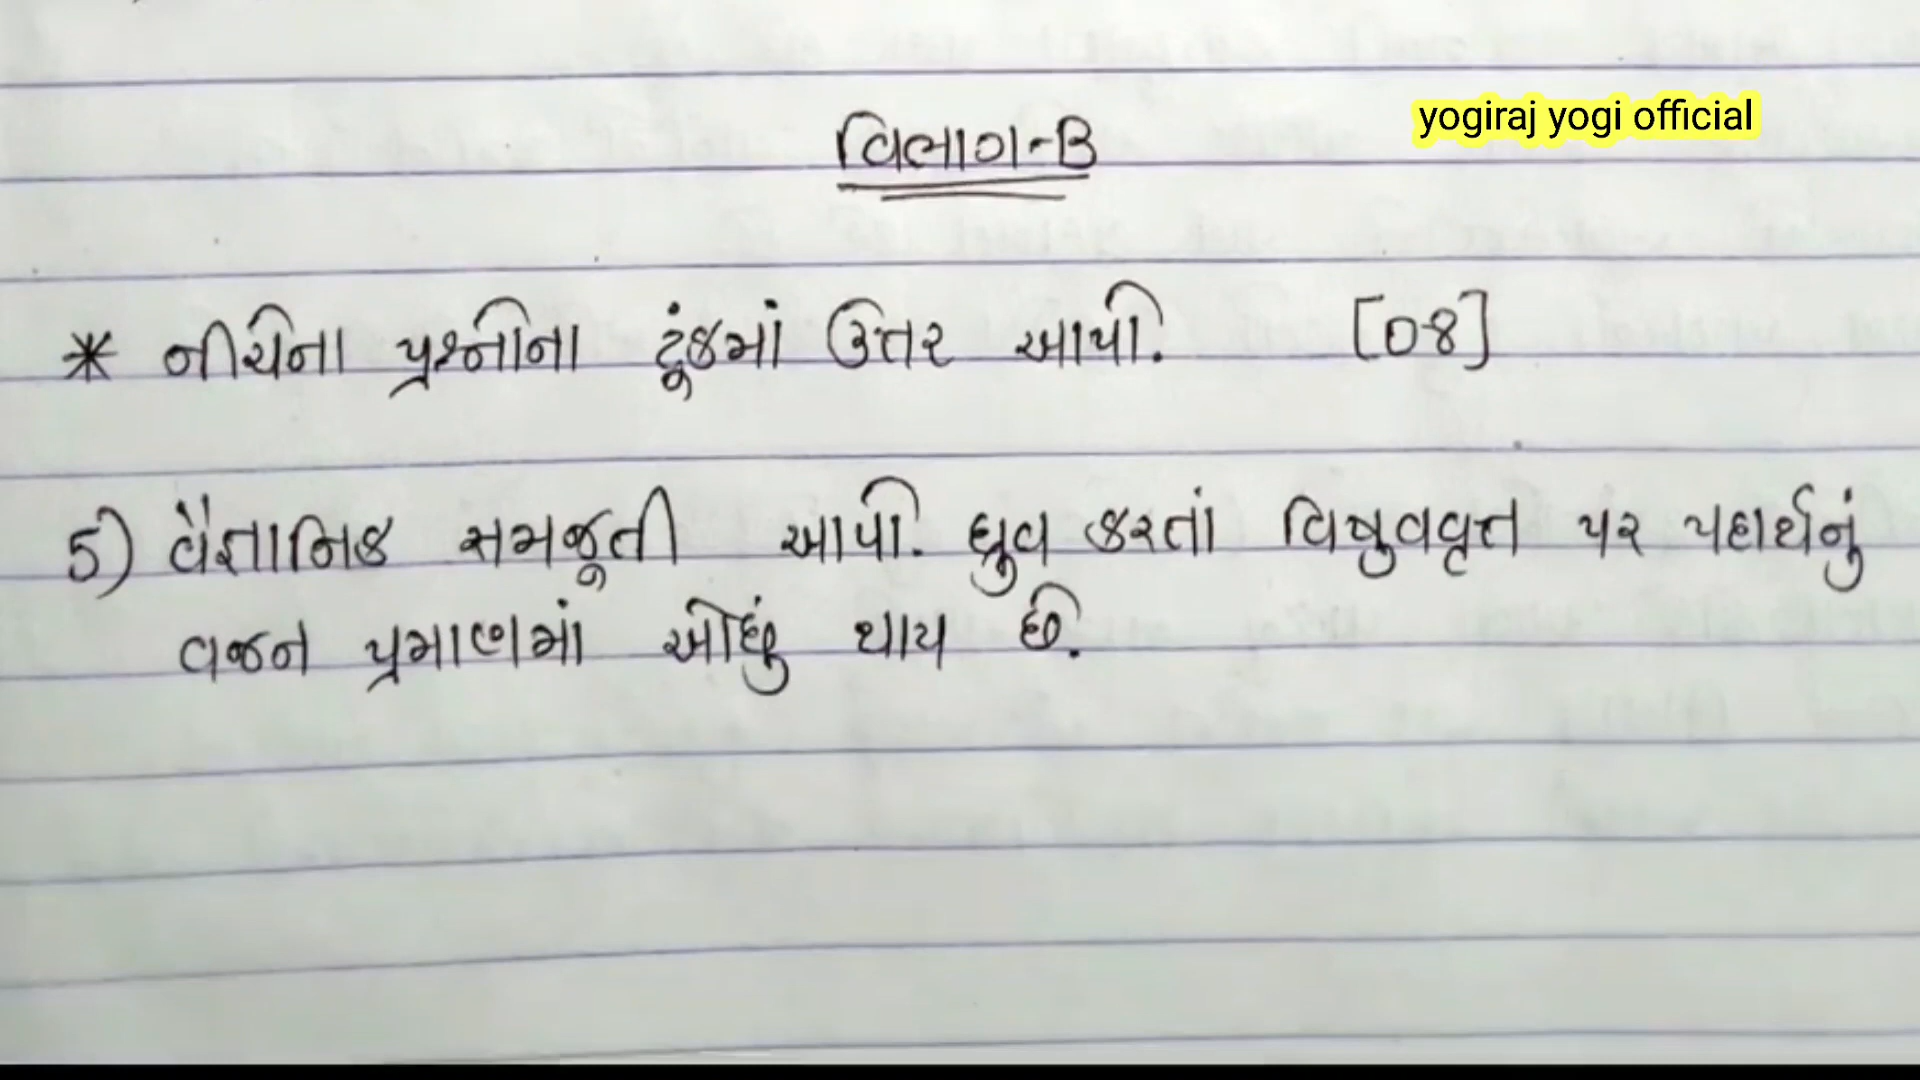 yogiraj yogi official
વિભાગ-B
* નીચેના પ્રશ્નોના ટૂંકમાં ઉત્તર આપો. [૦૪]
5) વૈજ્ઞાનિક સમજૂતી આપો. ધ્રુવ કરતાં વિષુવવૃત્ત પર પદાર્થનું
વજન પ્રમાણમાં ઓછું થાય છે.